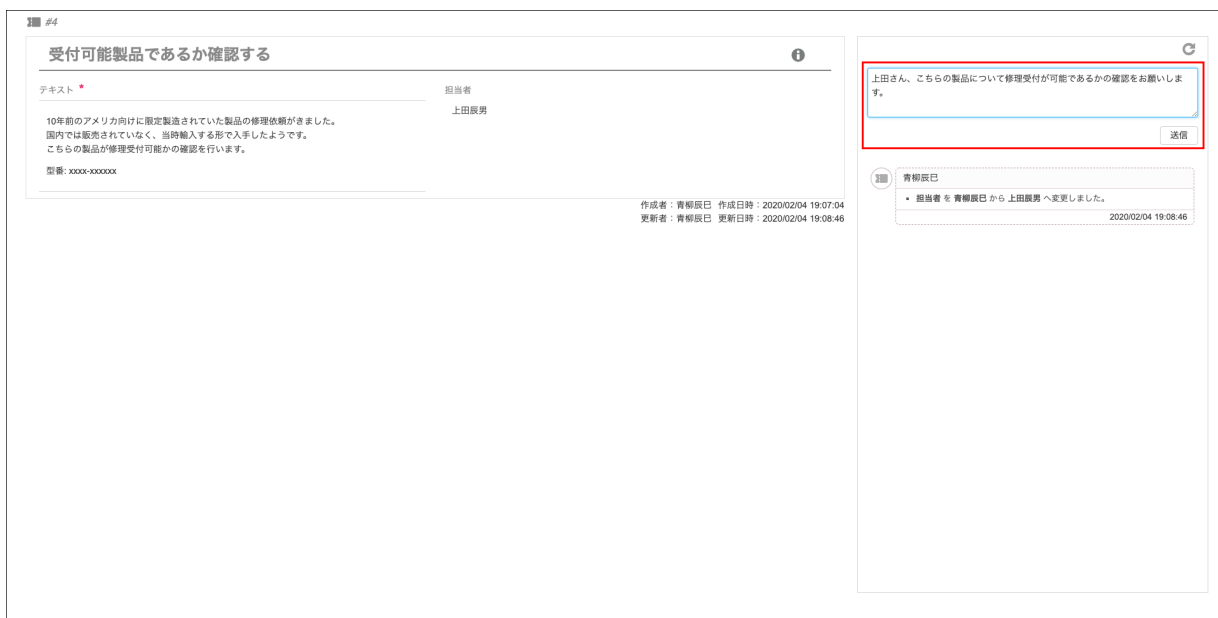 #4
受付可能製品であるか確認する
テキスト *
10年前のアメリカ向けに限定製造されていた製品の修理依頼がきました。
国内では販売されていなく、当時輸入する形で入手したようです。
こちらの製品が修理受付可能かの確認を行います。
型番: xxxx-xxxxxx
担当者
上田辰男
作成者：青柳辰巳 作成日時：2020/02/04 19:07:04
更新者：青柳辰巳 更新日時：2020/02/04 19:08:46
上田さん、こちらの製品について修理受付が可能であるかの確認をお願いしま
す。
送信
青柳辰巳
担当者 を 青柳辰巳 から 上田辰男 へ変更しました。
2020/02/04 19:08:46